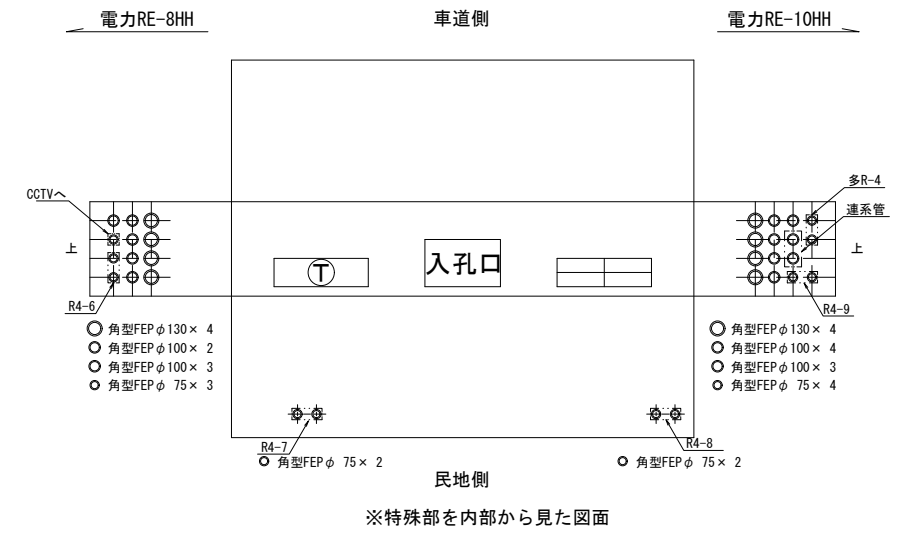 電力RE-8HH
車道側
電力RE-10HH
CCTVへ
多R-4
連系管
上
上
T
入孔口
R4-6
R4-9
角型FEPφ130× 4
角型FEPφ100× 2
角型FEPφ100× 3
角型FEPφ 75× 3
角型FEPφ130× 4
角型FEPφ100× 4
角型FEPφ100× 3
角型FEPφ 75× 4
R4-7
角型FEPφ 75× 2
R4-8
角型FEPφ 75× 2
民地側
※特殊部を内部から見た図面